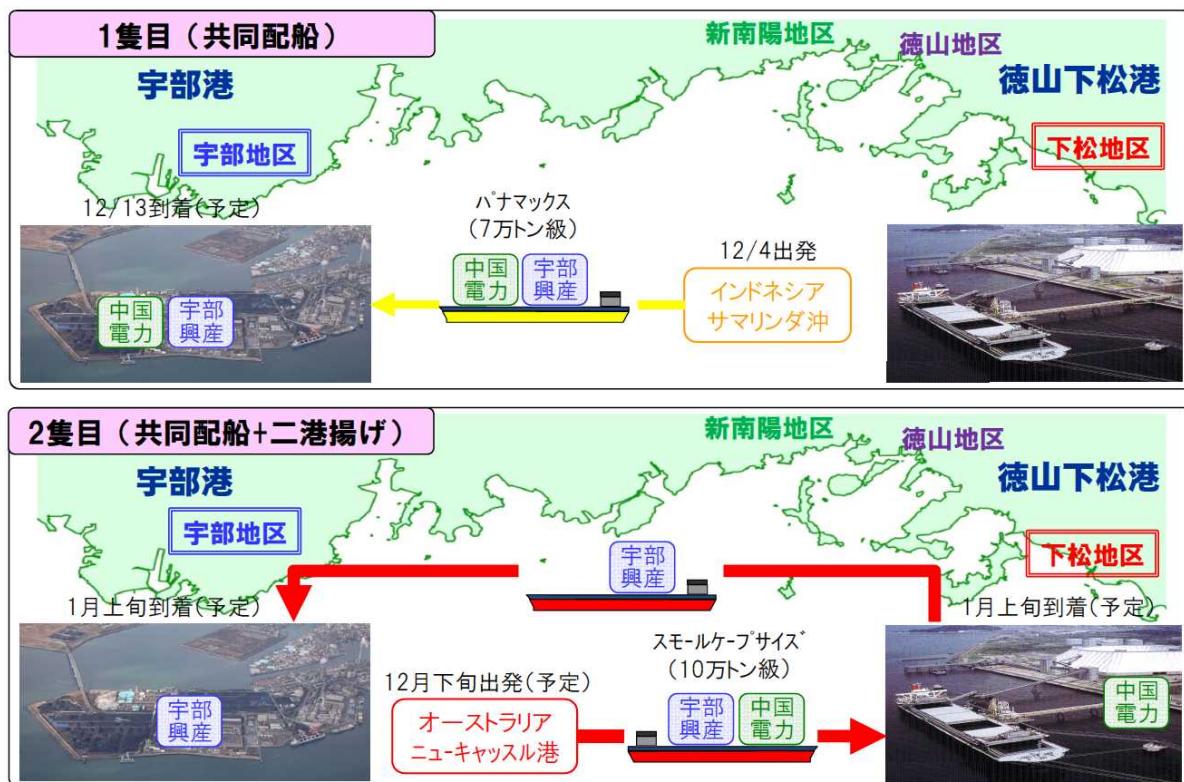 1隻目（共同配船）
新南陽地区
徳山地区
宇部港
徳山下松港
宇部地区
下松地区
12/13到着(予定)
パナマックス
(7万トン級)
12/4出発
中国
電力
宇部
興産
中国
電力
宇部
興産
インドネシア
サマリンダ沖
2隻目（共同配船+二港揚げ）
新南陽地区
徳山地区
宇部港
徳山下松港
宇部地区
下松地区
宇部
興産
1月上旬到着(予定)
1月上旬到着(予定)
スモールケープサイズ
(10万トン級)
12月下旬出発(予定)
宇部
興産
オーストラリア
ニューキャッスル港
宇部
興産
中国
電力
中国
電力